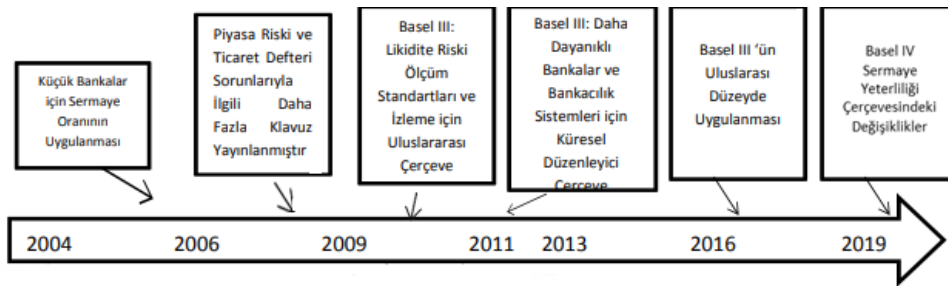 Küçük Bankalar
için Sermaye
Oranının
Uygulanması
Piyasa Riski ve
Ticaret Defteri
Sorunlarıyla
İlgili Daha
Fazla Klavuz
Yayınlanmıştır
Basel III:
Likidite Riski
Ölçüm
Standartları ve
İzleme için
Uluslararası
Çerçeve
Basel III: Daha
Dayanıklı
Bankalar ve
Bankacılık
Sistemleri için
Küresel
Düzenleyici
Çerçeve
Basel III ’ün
Uluslarası
Düzeyde
Uygulanması
Basel IV
Sermaye
Yeterliliği
Çerçevesindeki
Değişiklikler
2004 2006 2009 2011 2013 2016 2019